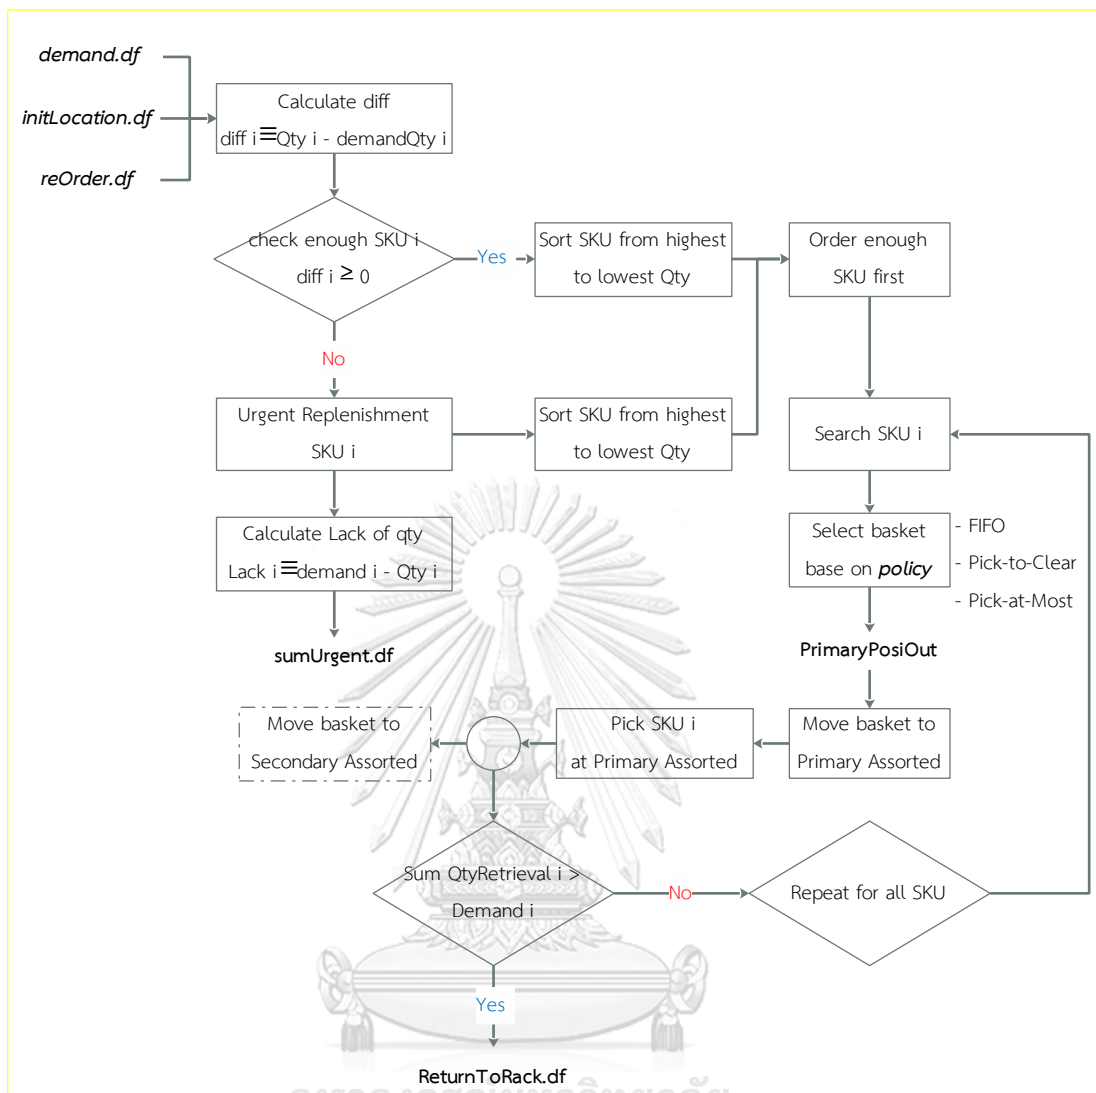 demand.df
initLocation.df
reOrder.df
Calculate diff
diff i ≡ Qty i - demandQty i
check enough SKU i
diff i ≥ 0
Yes
Sort SKU from highest
to lowest Qty
Order enough
SKU first
No
Urgent Replenishment
SKU i
Sort SKU from highest
to lowest Qty
Search SKU i
Calculate Lack of qty
Lack i ≡ demand i - Qty i
Select basket
base on policy
- FIFO
- Pick-to-Clear
- Pick-at-Most
sumUrgent.df
PrimaryPosiOut
Move basket to
Secondary Assorted
Pick SKU i
at Primary Assorted
Move basket to
Primary Assorted
Sum QtyRetrieval i >
Demand i
No
Repeat for all SKU
Yes
ReturnToRack.df